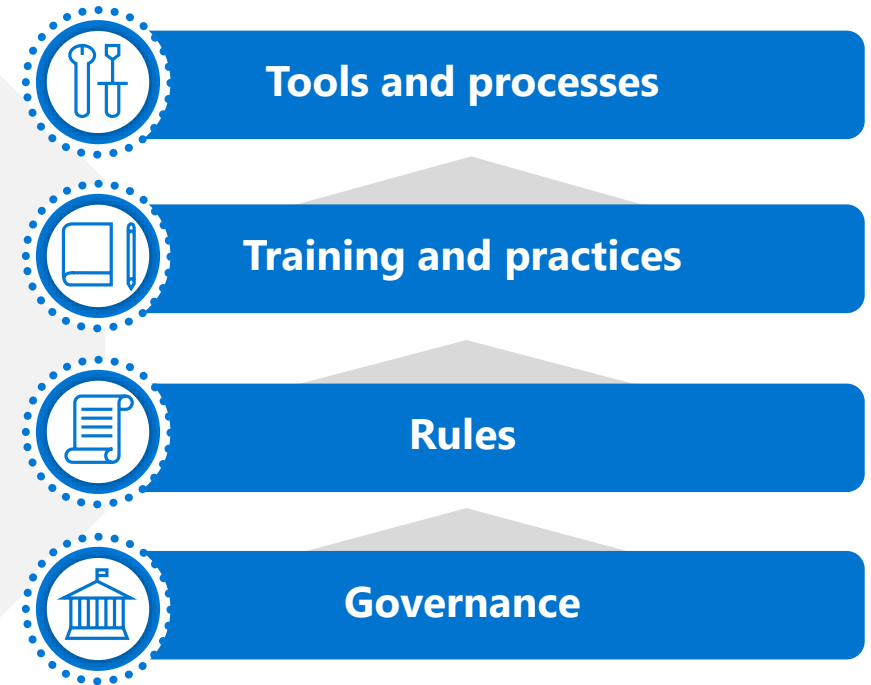 Tools and processes
Training and practices
Rules
Governance